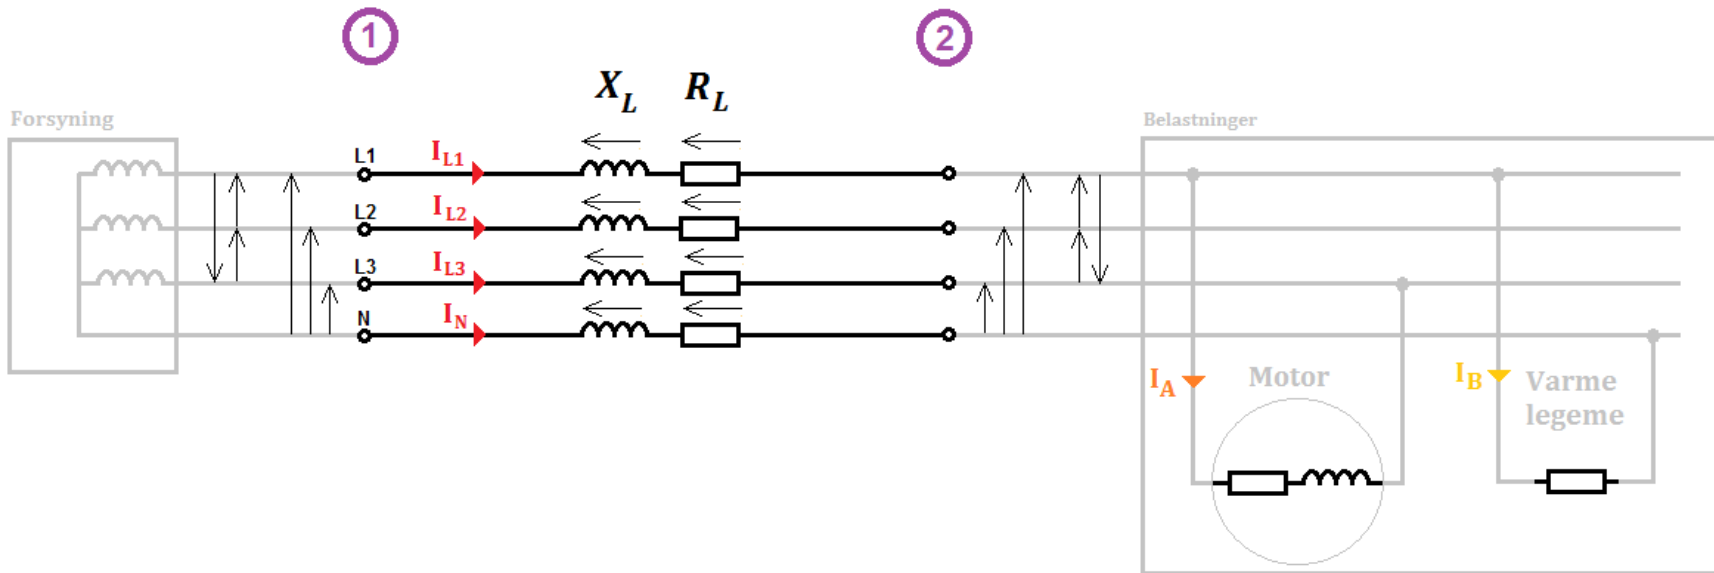 1
2
X_L R_L
Forsyning
Belastninger
L1
I_L1
L2
I_L2
L3
I_L3
N
I_N
I_A
Motor
I_B
Varme
legeme